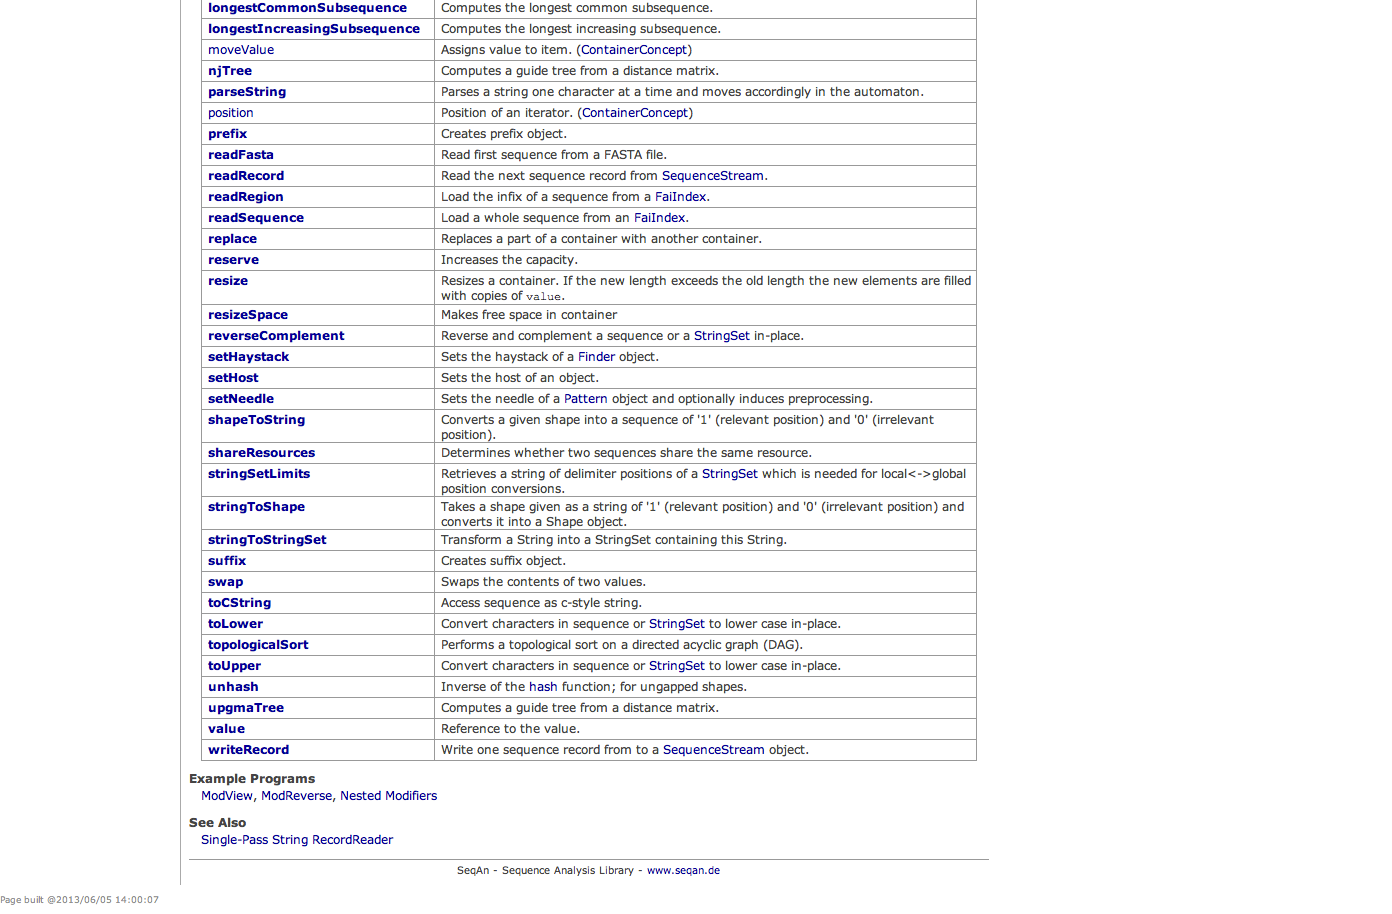 longestCommonSubsequence Computes the longest common subsequence.
longestIncreasingSubsequence Computes the longest increasing subsequence.
moveValue Assigns value to item. (ContainerConcept)
njTree Computes a guide tree from a distance matrix.
parseString Parses a string one character at a time and moves accordingly in the automaton.
position Position of an iterator. (ContainerConcept)
prefix Creates prefix object.
readFasta Read first sequence from a FASTA file.
readRecord Read the next sequence record from SequenceStream.
readRegion Load the infix of a sequence from a FaiIndex.
readSequence Load a whole sequence from an FaiIndex.
replace Replaces a part of a container with another container.
reserve Increases the capacity.
resize Resizes a container. If the new length exceeds the old length the new elements are filled
with copies of value.
resizeSpace Makes free space in container
reverseComplement Reverse and complement a sequence or a StringSet in-place.
setHaystack Sets the haystack of a Finder object.
setHost Sets the host of an object.
setNeedle Sets the needle of a Pattern object and optionally induces preprocessing.
shapeToString Converts a given shape into a sequence of '1' (relevant position) and '0' (irrelevant
position).
shareResources Determines whether two sequences share the same resource.
stringSetLimits Retrieves a string of delimiter positions of a StringSet which is needed for local<->global
position conversions.
stringToShape Takes a shape given as a string of '1' (relevant position) and '0' (irrelevant position) and
converts it into a Shape object.
stringToStringSet Transform a String into a StringSet containing this String.
suffix Creates suffix object.
swap Swaps the contents of two values.
toCString Access sequence as c-style string.
toLower Convert characters in sequence or StringSet to lower case in-place.
topologicalSort Performs a topological sort on a directed acyclic graph (DAG).
toUpper Convert characters in sequence or StringSet to lower case in-place.
unhash Inverse of the hash function; for ungapped shapes.
upgmaTree Computes a guide tree from a distance matrix.
value Reference to the value.
writeRecord Write one sequence record from to a SequenceStream object.
Example Programs
ModView, ModReverse, Nested Modifiers
See Also
Single-Pass String RecordReader
SeqAn - Sequence Analysis Library - www.seqan.de
Page built @2013/06/05 14:00:07